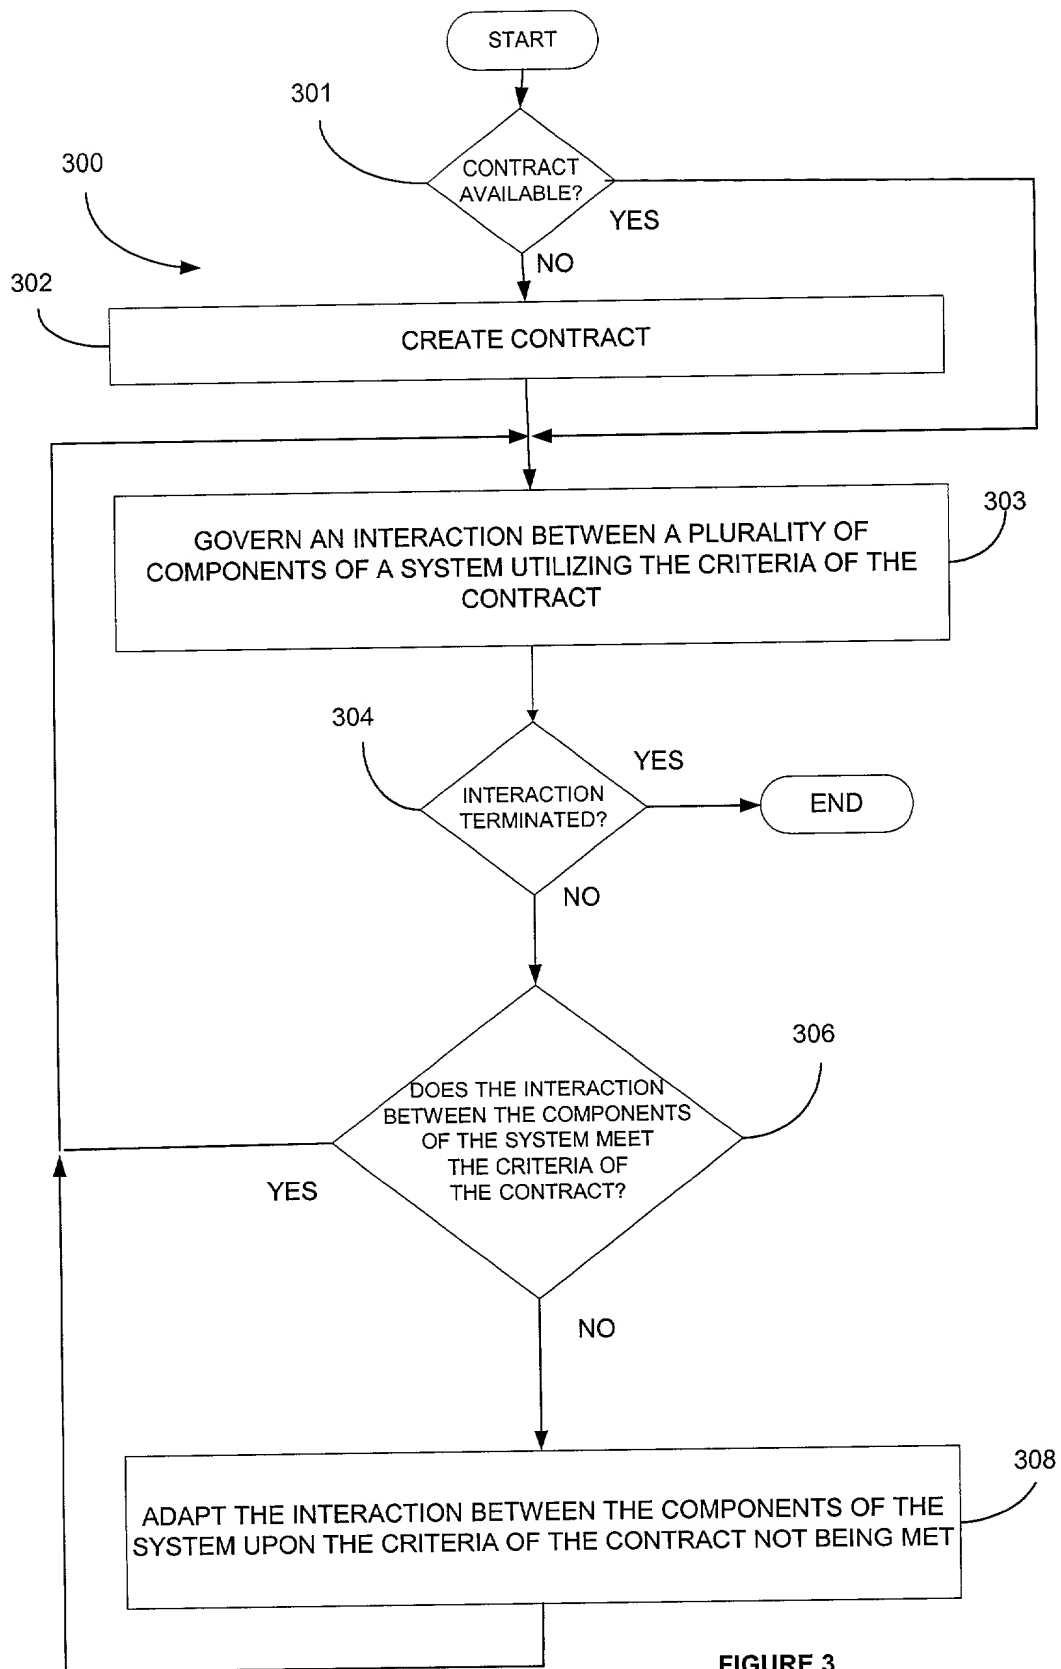 START
301
CONTRACT
AVAILABLE?
300
YES
NO
302
CREATE CONTRACT
303
GOVERN AN INTERACTION BETWEEN A PLURALITY OF
COMPONENTS OF A SYSTEM UTILIZING THE CRITERIA OF THE
CONTRACT
304
YES
INTERACTION
TERMINATED?
END
NO
306
DOES THE INTERACTION
BETWEEN THE COMPONENTS
OF THE SYSTEM MEET
THE CRITERIA OF
THE CONTRACT?
YES
NO
308
ADAPT THE INTERACTION BETWEEN THE COMPONENTS OF THE
SYSTEM UPON THE CRITERIA OF THE CONTRACT NOT BEING MET
FIGURE 3